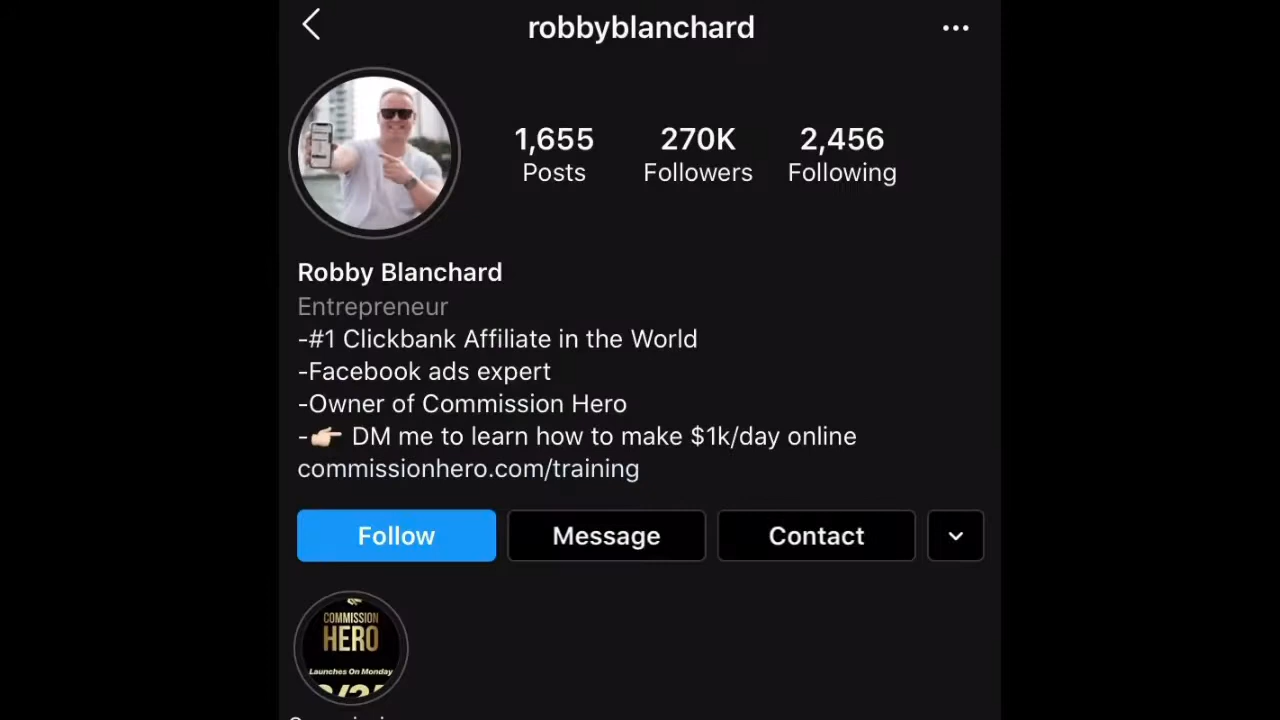 robbyblanchard
1,655 270K 2,456
Posts Followers Following
Robby Blanchard
Entrepreneur
-#1 Clickbank Affiliate in the World
-Facebook ads expert
-Owner of Commission Hero
-👉🏻 DM me to learn how to make $1k/day online
commissionhero.com/training
Follow Message Contact
COMMISSION
HERO
Launches On Monday